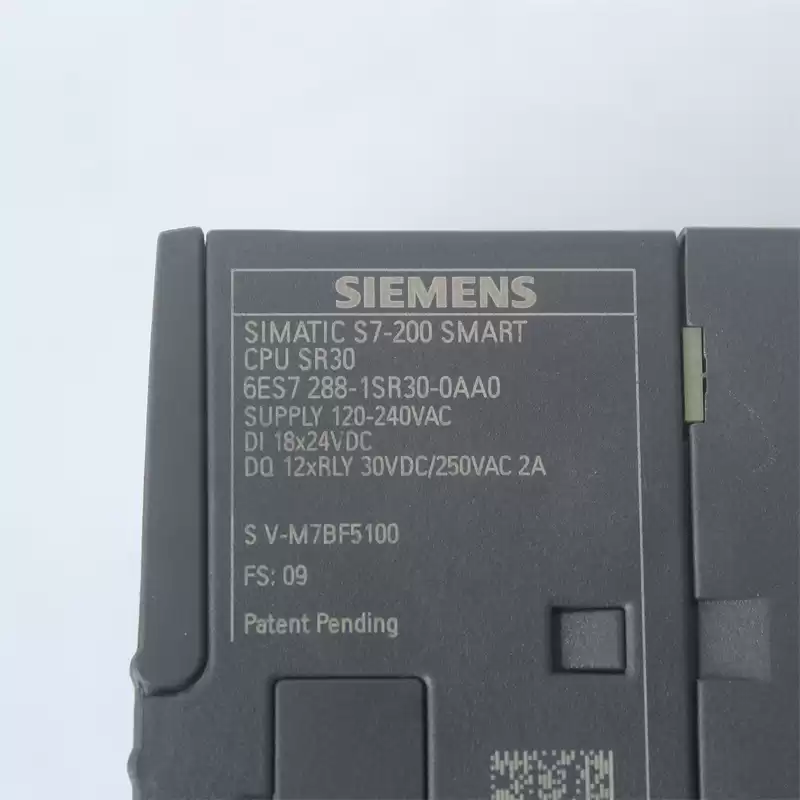 SIEMENS
SIMATIC S7-200 SMART
CPU SR30
6ES7 288-1SR30-0AA0
SUPPLY 120-240VAC
DI 18x24VDC
DQ 12xRLY 30VDC/250VAC 2A
S V-M7BF5100
FS: 09
Patent Pending